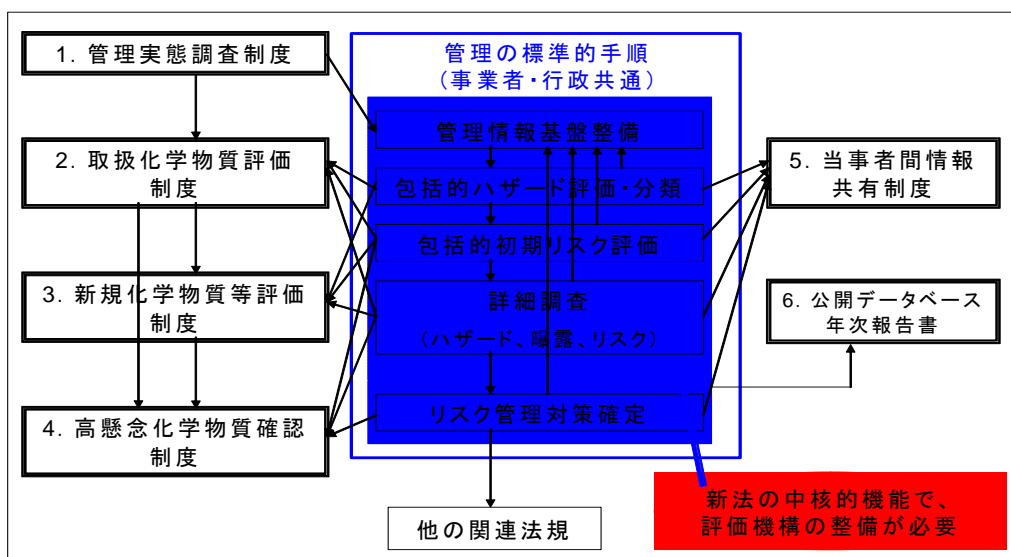 1. 管理実態調査制度
2. 取扱化学物質評価
制度
3. 新規化学物質等評価
制度
4. 高懸念化学物質確認
制度
管理の標準的手順
(事業者・行政共通)
管理情報基盤整備
包括的ハザード評価・分類
包括的初期リスク評価
詳細調査
(ハザード、曝露、リスク)
リスク管理対策確定
他の関連法規
5. 当事者間情報
共有制度
6. 公開データベース
年次報告書
新法の中核的機能で、
評価機構の整備が必要